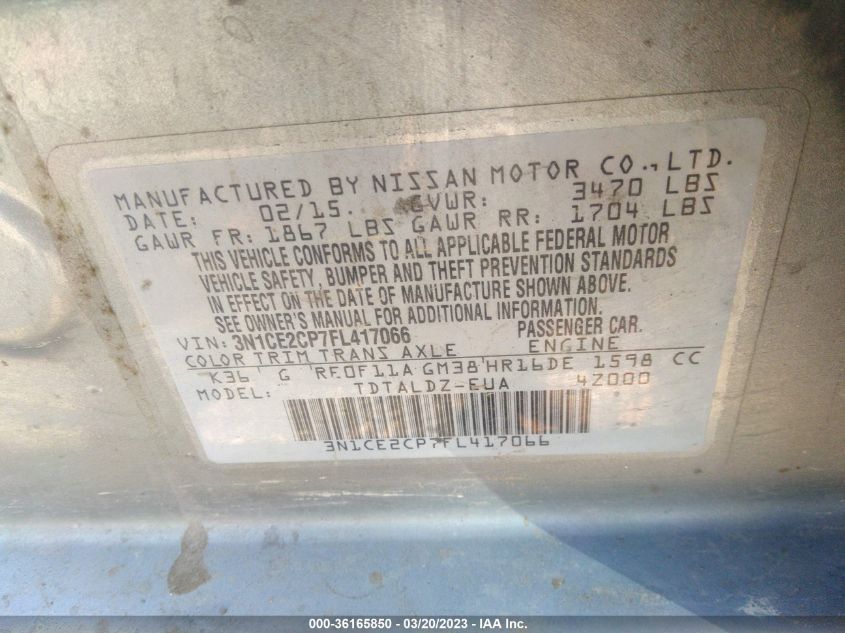 MANUFACTURED BY NISSAN MOTOR CO., LTD.
DATE: 02/15 GVWR: 3470 LBS
GAWR FR: 1867 LBS GAWR RR: 1704 LBS
THIS VEHICLE CONFORMS TO ALL APPLICABLE FEDERAL MOTOR
VEHICLE SAFETY, BUMPER AND THEFT PREVENTION STANDARDS
IN EFFECT ON THE DATE OF MANUFACTURE SHOWN ABOVE.
SEE OWNER'S MANUAL FOR ADDITIONAL INFORMATION.
VIN: 3N1CE2CP7FL417066 PASSENGER CAR.
COLOR TRIM TRANS AXLE ENGINE
K36 G RE0F11A GM38 HR16DE 1598 CC
MODEL: TDTALDZ-EUA 4Z000
3N1CE2CP7FL417066
000-36165850 - 03/20/2023 - IAA Inc.